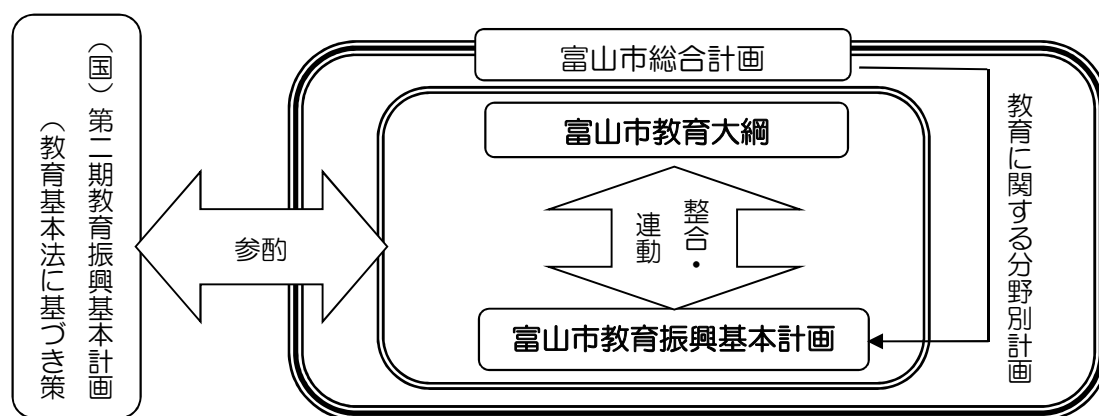 （国）第二期教育振興基本計画
（教育基本法に基づき策
参酌
富山市総合計画
富山市教育大綱
整合・
連動
富山市教育振興基本計画
教育に関する分野別計画